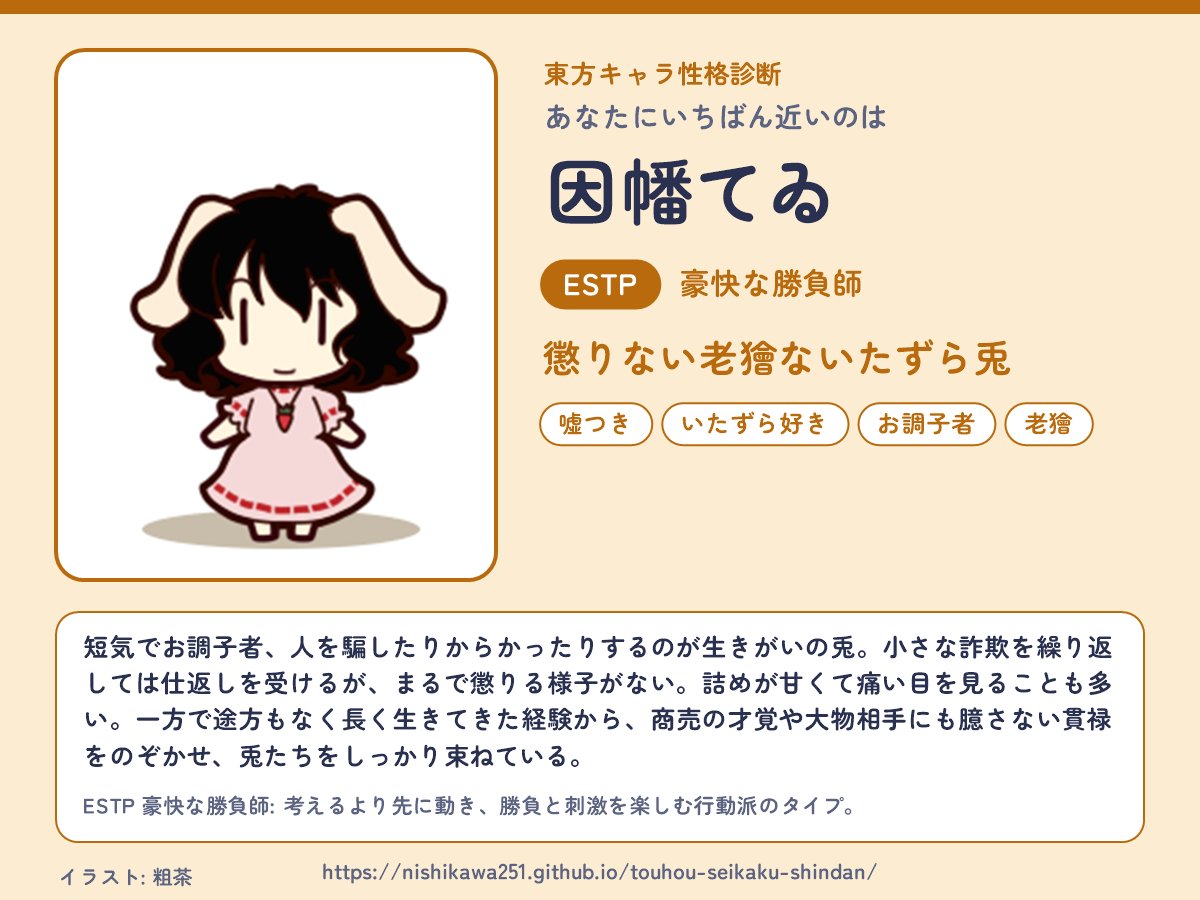 東方キャラ性格診断
あなたにいちばん近いのは
因幡てゐ
ESTP 豪快な勝負師
懲りない老獪ないたずら兎
嘘つき いたずら好き お調子者 老獪
短気でお調子者、人を騙したりからかったりするのが生きがいの兎。小さな詐欺を繰り返
しては仕返しを受けるが、まるで懲りる様子がない。詰めが甘くて痛い目を見ることも多
い。一方で途方もなく長く生きてきた経験から、商売の才覚や大物相手にも臆さない貫禄
をのぞかせ、兎たちをしっかり束ねている。
ESTP 豪快な勝負師: 考えるより先に動き、勝負と刺激を楽しむ行動派のタイプ。
イラスト: 粗茶
https://nishikawa251.github.io/touhou-seikaku-shindan/